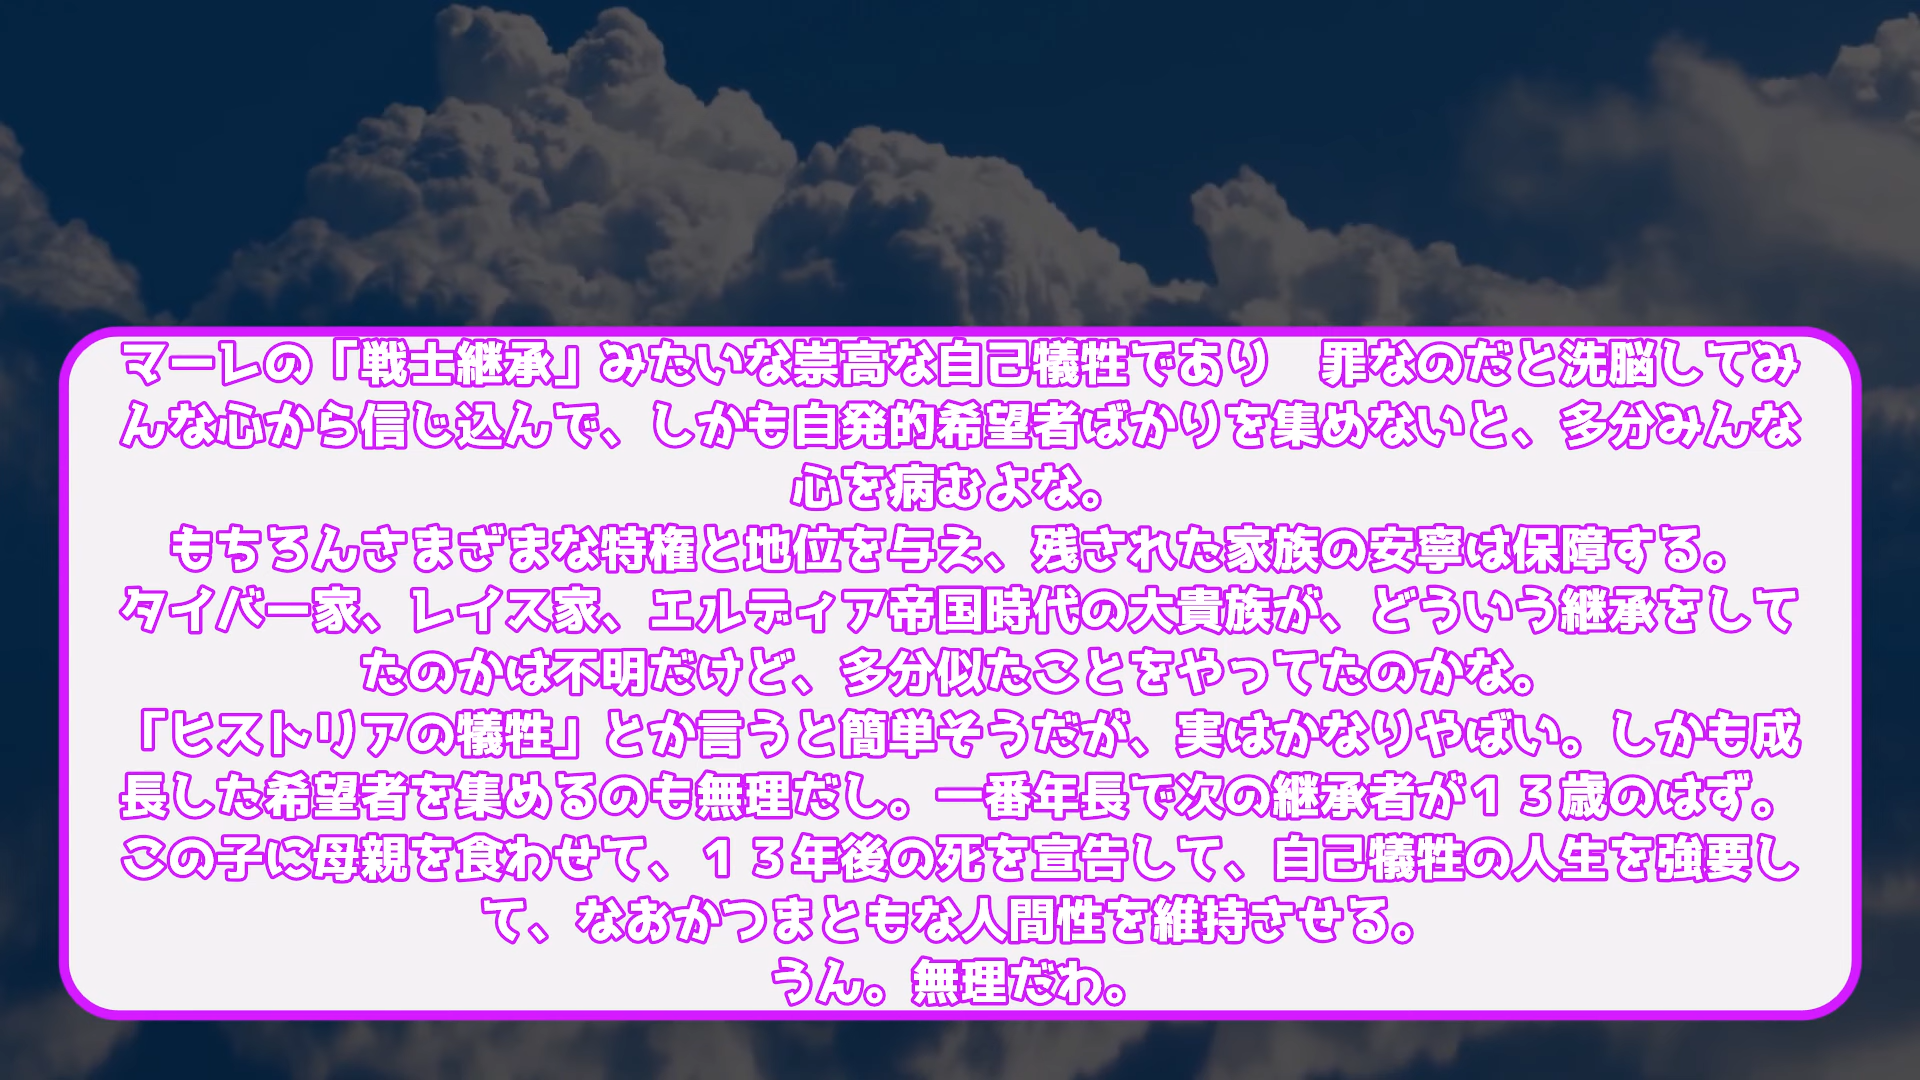 マーレの「戦士継承」みたいな崇高な自己犠牲であり　罪なのだと洗脳してみ
んな心から信じ込んで、しかも自発的希望者ばかりを集めないと、多分みんな
心を病むよな。
もちろんさまざまな特権と地位を与え、残された家族の安寧は保障する。
タイバー家、レイス家、エルディア帝国時代の大貴族が、どういう継承をして
たのかは不明だけど、多分似たことをやってたのかな。
「ヒストリアの犠牲」とか言うと簡単そうだが、実はかなりやばい。しかも成
長した希望者を集めるのも無理だし。一番年長で次の継承者が１３歳のはず。
この子に母親を食わせて、１３年後の死を宣告して、自己犠牲の人生を強要し
て、なおかつまともな人間性を維持させる。
うん。無理だわ。